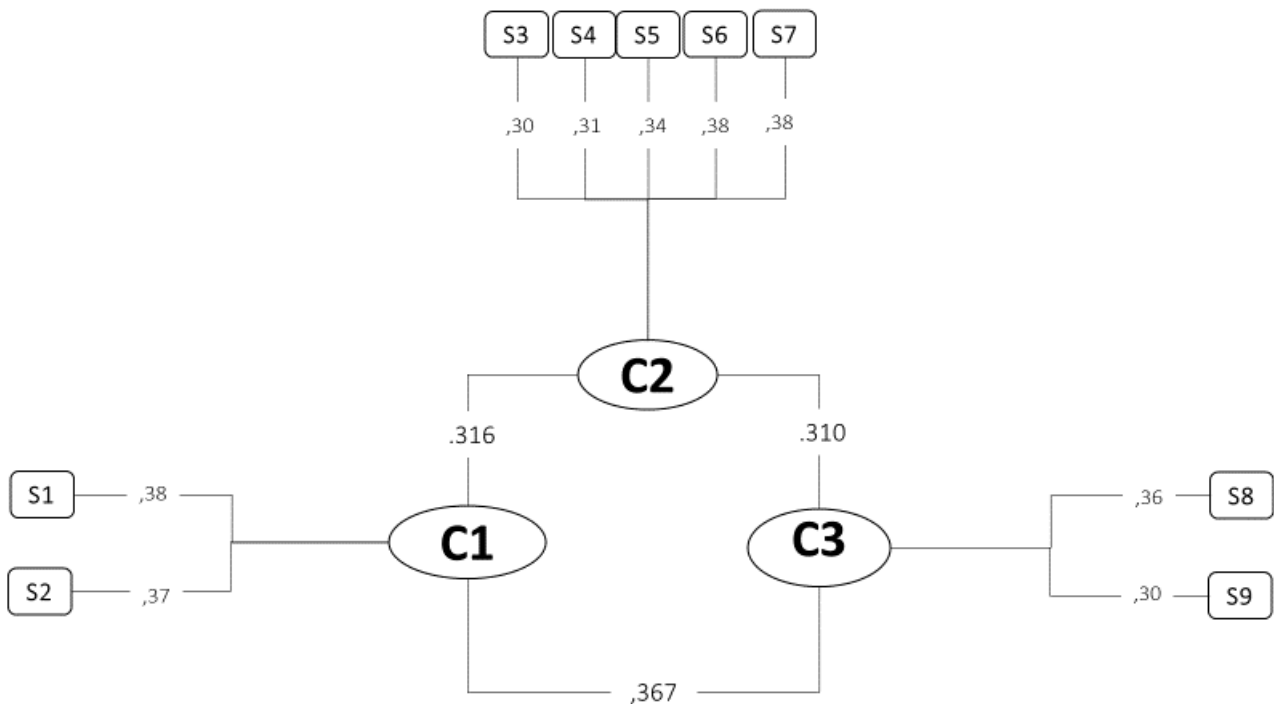 S3 S4 S5 S6 S7
,30 ,31 ,34 ,38 ,38
C2
.316 .310
S1 ,38
,36 S8
C1 C3
S2 ,37
,30 S9
,367